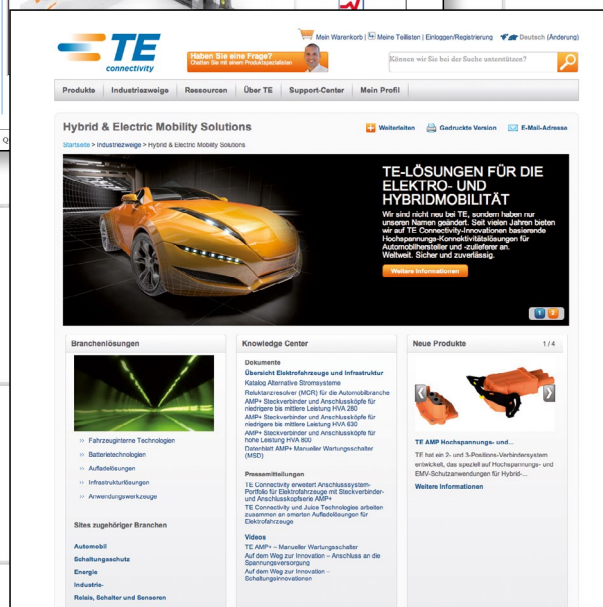 Mein Warenkorb | Meine Teillisten | Einloggen/Registrierung Deutsch (Änderung)
TE
connectivity
Haben Sie eine Frage?
Chatten Sie mit einem Produktspezialisten
Können wir Sie bei der Suche unterstützen?
Produkte Industriezweige Ressourcen Über TE Support-Center Mein Profil
Hybrid & Electric Mobility Solutions
Weiterleiten Gedruckte Version E-Mail-Adresse
Startseite > Industriezweige > Hybrid & Electric Mobility Solutions
TE-LÖSUNGEN FÜR DIE
ELEKTRO- UND
HYBRIDMOBILITÄT
Wir sind nicht neu bei TE, sondern haben nur
unseren Namen geändert. Seit vielen Jahren bieten
wir auf TE Connectivity-Innovationen basierende
Hochspannungs-Konnektivitätslösungen für
Automobilhersteller und -zulieferer an.
Weltweit. Sicher und zuverlässig.
Weitere Informationen
1 2
Branchenlösungen
» Fahrzeuginterne Technologien
» Batterietechnologien
» Aufladelösungen
» Infrastrukturlösungen
» Anwendungswerkzeuge
Sites zugehöriger Branchen
Automobil
Schaltungsschutz
Energie
Industrie-
Relais, Schalter und Sensoren
Knowledge Center
Dokumente
Übersicht Elektrofahrzeuge und Infrastruktur
Katalog Alternative Stromsysteme
Reluktanzresolver (MCR) für die Automobilbranche
AMP+ Steckverbinder und Anschlussköpfe für
niedrigere bis mittlere Leistung HVA 280
AMP+ Steckverbinder und Anschlussköpfe für
niedrigere bis mittlere Leistung HVA 630
AMP+ Steckverbinder und Anschlussköpfe für
hohe Leistung HVA 800
Datenblatt AMP+ Manueller Wartungsschalter
(MSD)
Pressemitteilungen
TE Connectivity erweitert Anschlusssystem-
Portfolio für Elektrofahrzeuge mit Steckverbinder-
und Anschlusskopfserie AMP+
TE Connectivity und Juice Technologies arbeiten
zusammen an smarten Aufladelösungen für
Elektrofahrzeuge
Videos
TE AMP+ – Manueller Wartungsschalter
Auf dem Weg zur Innovation – Anschluss an die
Spannungsversorgung
Auf dem Weg zur Innovation –
Schaltungsinnovationen
Neue Produkte 1/4
TE AMP Hochspannungs- und...
TE hat ein 2- und 3-Positions-Verbindersystem
entwickelt, das speziell auf Hochspannungs- und
EMV-Schutzanwendungen für Hybrid-...
Weitere Informationen